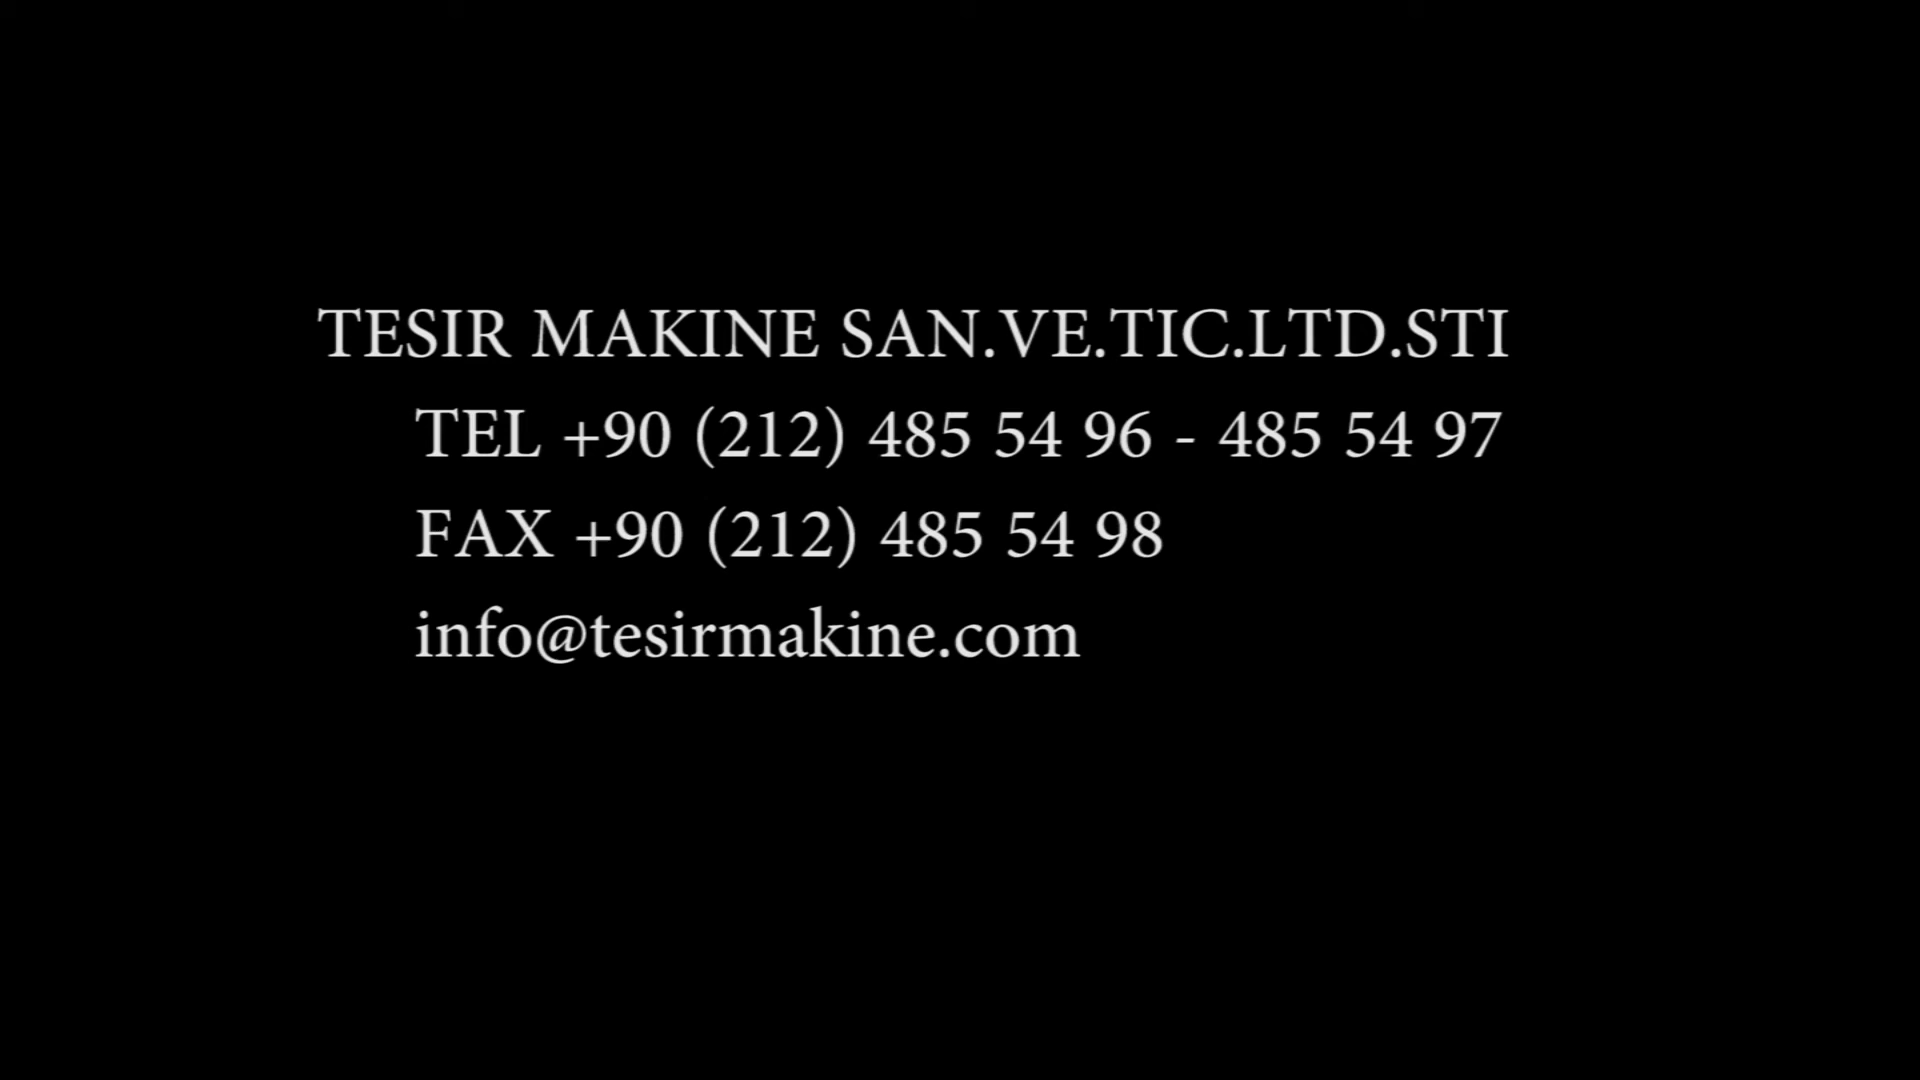 TESIR MAKINE SAN.VE.TIC.LTD.STI
TEL +90 (212) 485 54 96 - 485 54 97
FAX +90 (212) 485 54 98
info@tesirmakine.com